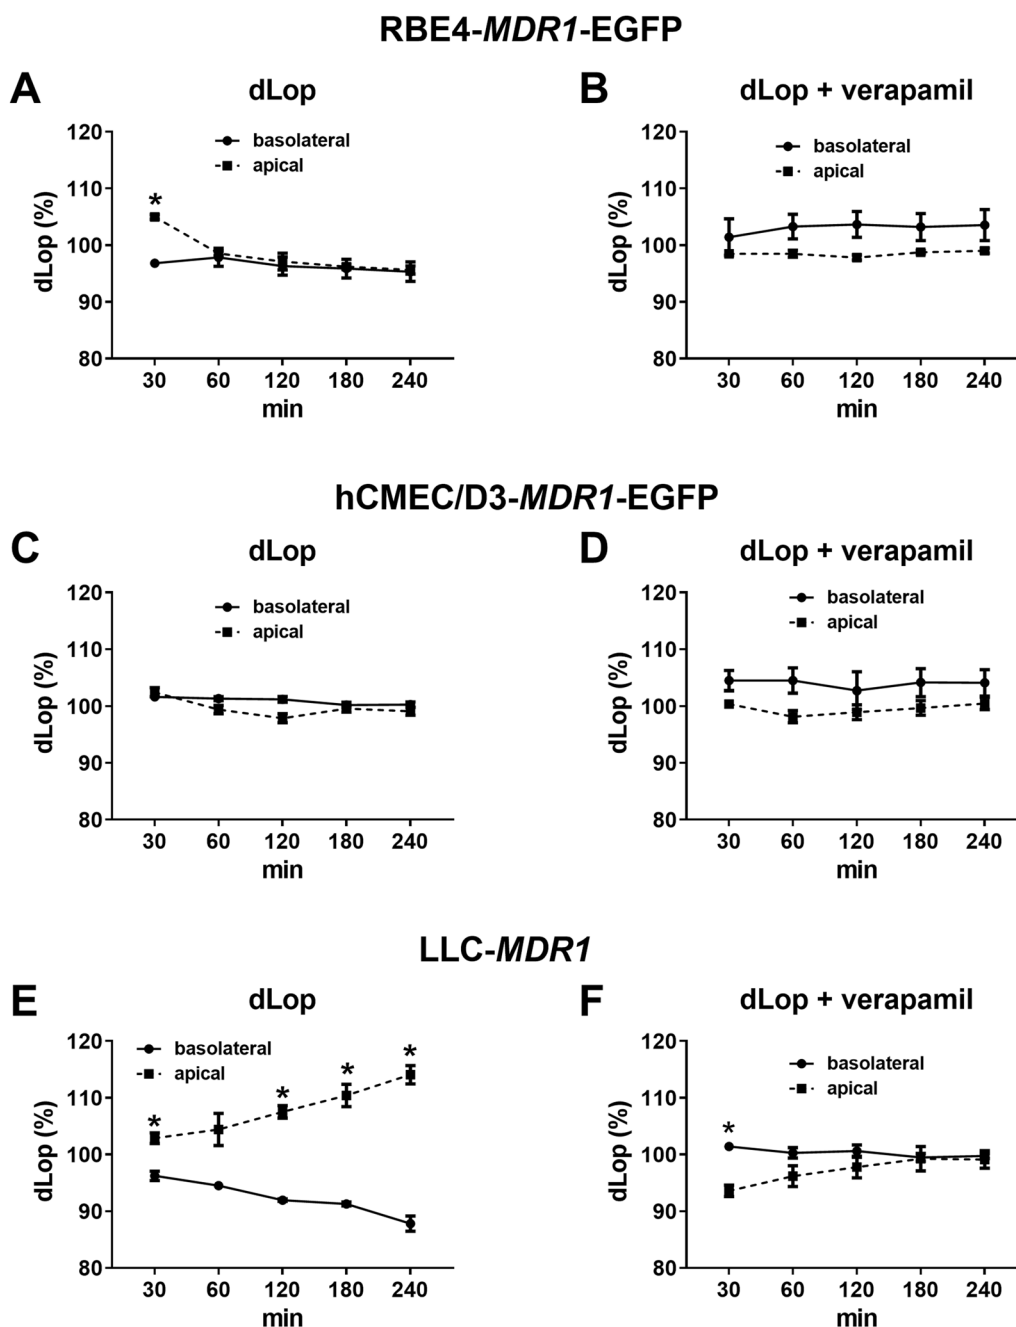 RBE4-MDR1-EGFP
A
dLop
120
110
100
90
80
dLop (%)
basolateral
apical
*
30 60 120 180 240
min
B
dLop + verapamil
120
110
100
90
80
dLop (%)
basolateral
apical
30 60 120 180 240
min
hCMEC/D3-MDR1-EGFP
C
dLop
120
110
100
90
80
dLop (%)
basolateral
apical
30 60 120 180 240
min
D
dLop + verapamil
120
110
100
90
80
dLop (%)
basolateral
apical
30 60 120 180 240
min
LLC-MDR1
E
dLop
120
110
100
90
80
dLop (%)
basolateral
apical
* * * *
30 60 120 180 240
min
F
dLop + verapamil
120
110
100
90
80
dLop (%)
basolateral
apical
*
30 60 120 180 240
min